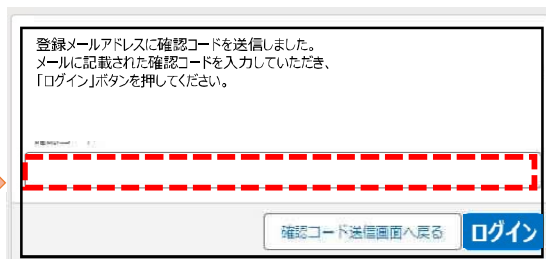 登録メールアドレスに確認コードを送信しました。
メールに記載された確認コードを入力していただき、
「ログイン」ボタンを押してください。
確認コード送信画面へ戻る
ログイン